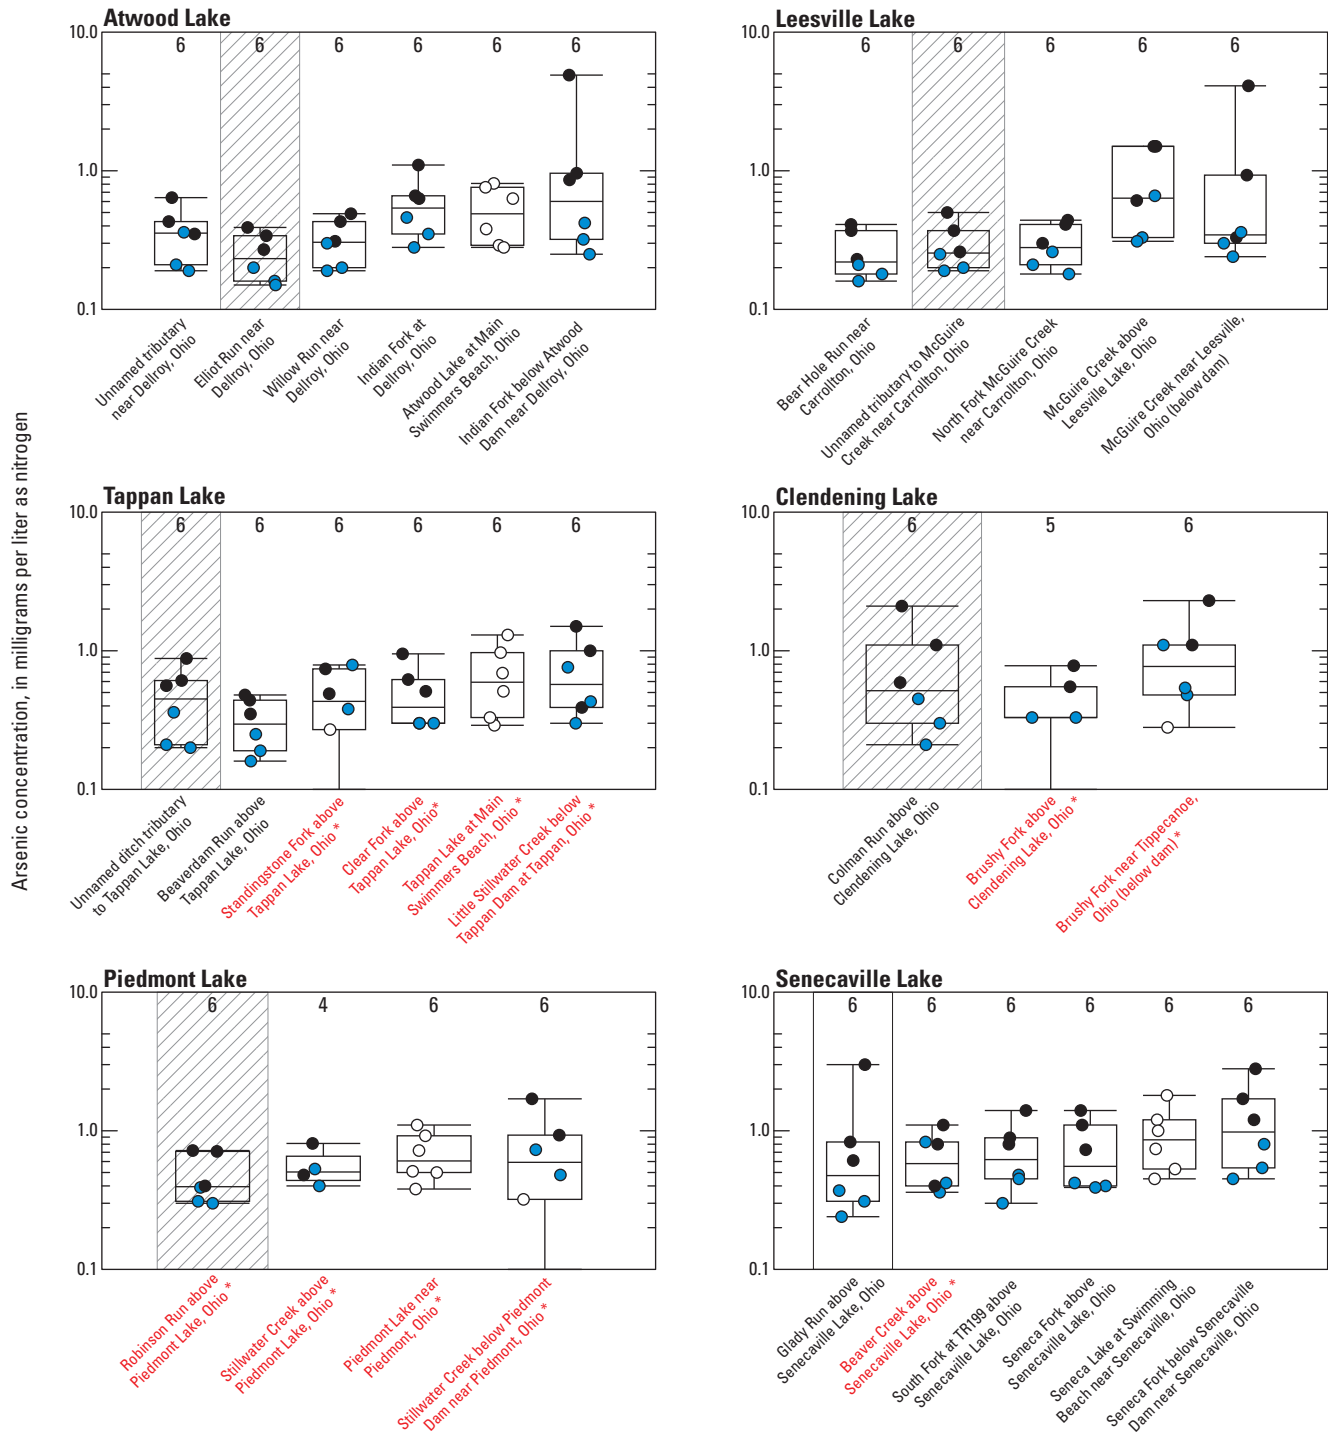 Arsenic concentration, in milligrams per liter as nitrogen
Atwood Lake
10.0
1.0
0.1
6 6 6 6 6 6
Unnamed tributary
near Dellroy, Ohio
Elliot Run near
Dellroy, Ohio
Willow Run near
Dellroy, Ohio
Indian Fork at
Dellroy, Ohio
Atwood Lake at Main
Swimmers Beach, Ohio
Indian Fork below Atwood
Dam near Dellroy, Ohio
Leesville Lake
10.0
1.0
0.1
6 6 6 6 6
Bear Hole Run near
Carrollton, Ohio
Unnamed tributary to McGuire
Creek near Carrollton, Ohio
North Fork McGuire Creek
near Carrollton, Ohio
McGuire Creek above
Leesville Lake, Ohio
McGuire Creek near Leesville,
Ohio (below dam)
Tappan Lake
10.0
1.0
0.1
6 6 6 6 6 6
Unnamed ditch tributary
to Tappan Lake, Ohio
Beaverdam Run above
Tappan Lake, Ohio
Standingstone Fork above
Tappan Lake, Ohio *
Clear Fork above
Tappan Lake, Ohio*
Tappan Lake at Main
Swimmers Beach, Ohio *
Little Stillwater Creek below
Tappan Dam at Tappan, Ohio *
Clendening Lake
10.0
1.0
0.1
6 5 6
Colman Run above
Clendening Lake, Ohio
Brushy Fork above
Clendening Lake, Ohio *
Brushy Fork near Tippecanoe,
Ohio (below dam) *
Piedmont Lake
10.0
1.0
0.1
6 4 6 6
Robinson Run above
Piedmont Lake, Ohio *
Stillwater Creek above
Piedmont Lake, Ohio *
Piedmont Lake near
Piedmont, Ohio *
Stillwater Creek below Piedmont
Dam near Piedmont, Ohio *
Senecaville Lake
10.0
1.0
0.1
6 6 6 6 6 6
Glady Run above
Senecaville Lake, Ohio
Beaver Creek above
Senecaville Lake, Ohio *
South Fork at TR199 above
Senecaville Lake, Ohio
Seneca Fork above
Senecaville Lake, Ohio
Seneca Lake at Swimming
Beach near Senecaville, Ohio
Seneca Fork below Senecaville
Dam near Senecaville, Ohio